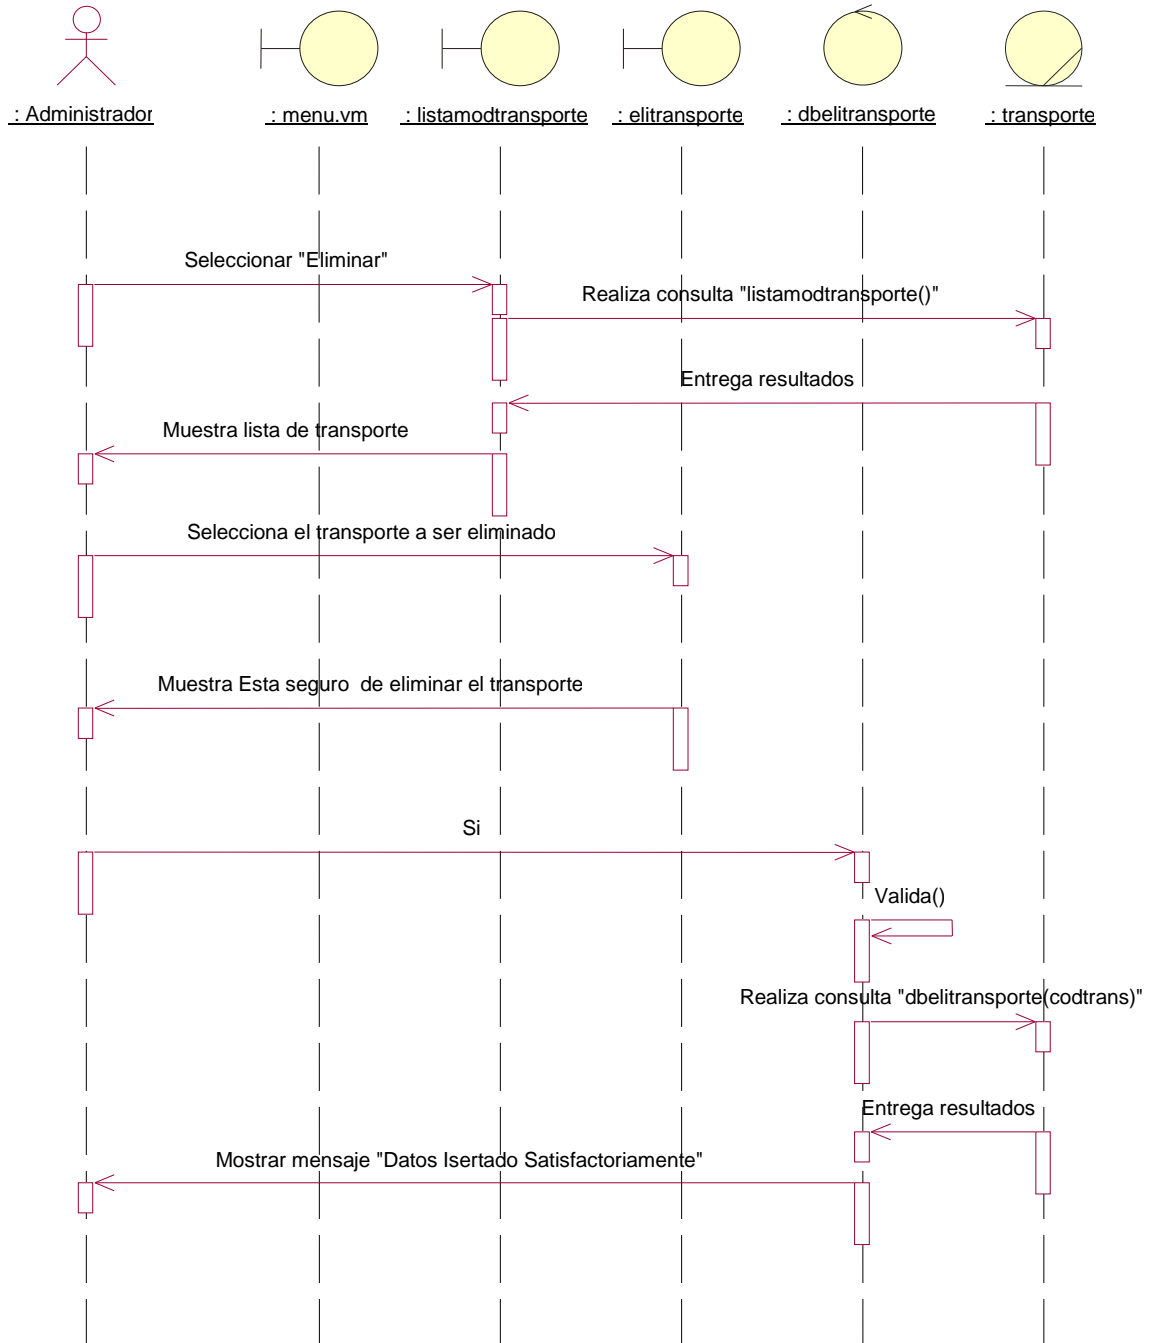 : Administrador
: menu.vm
: listamodtransporte
: elitransporte
: dbelitransporte
: transporte
Seleccionar "Eliminar"
Realiza consulta "listamodtransporte()"
Entrega resultados
Muestra lista de transporte
Selecciona el transporte a ser eliminado
Muestra Esta seguro  de eliminar el transporte
Si
Valida()
Realiza consulta "dbelitransporte(codtrans)"
Entrega resultados
Mostrar mensaje "Datos Isertado Satisfactoriamente"